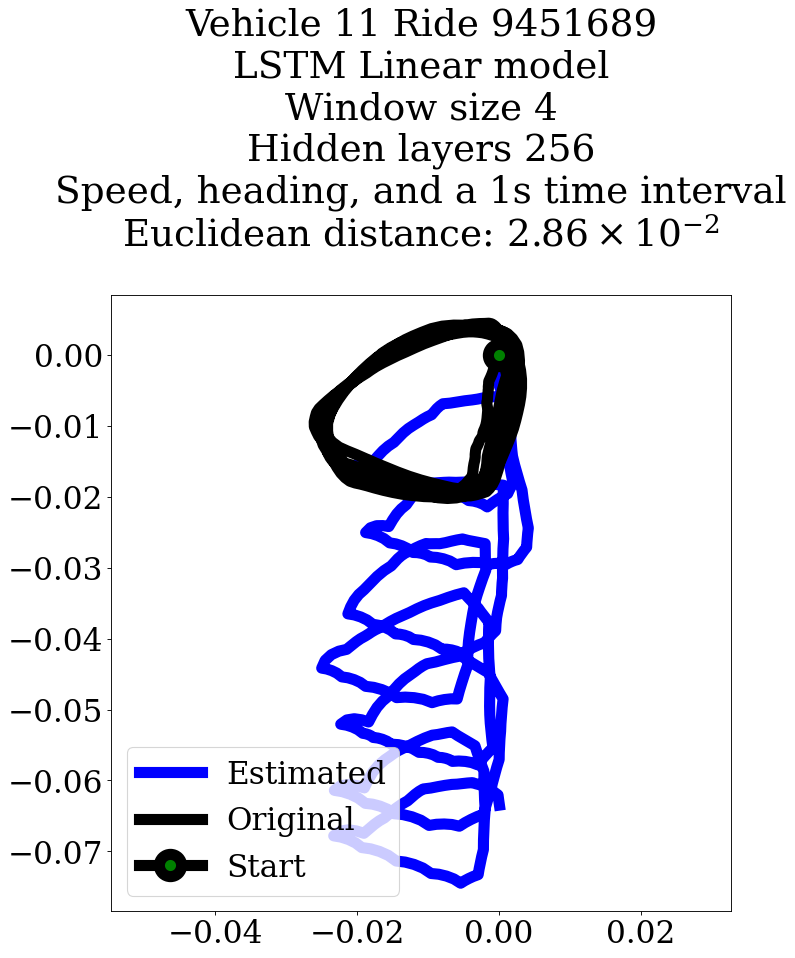 Vehicle 11 Ride 9451689
LSTM Linear model
Window size 4
Hidden layers 256
Speed, heading, and a 1s time interval
Euclidean distance: 2.86 × 10⁻²
0.00
−0.01
−0.02
−0.03
−0.04
−0.05
−0.06
−0.07
Estimated
Original
Start
−0.04
−0.02
0.00
0.02